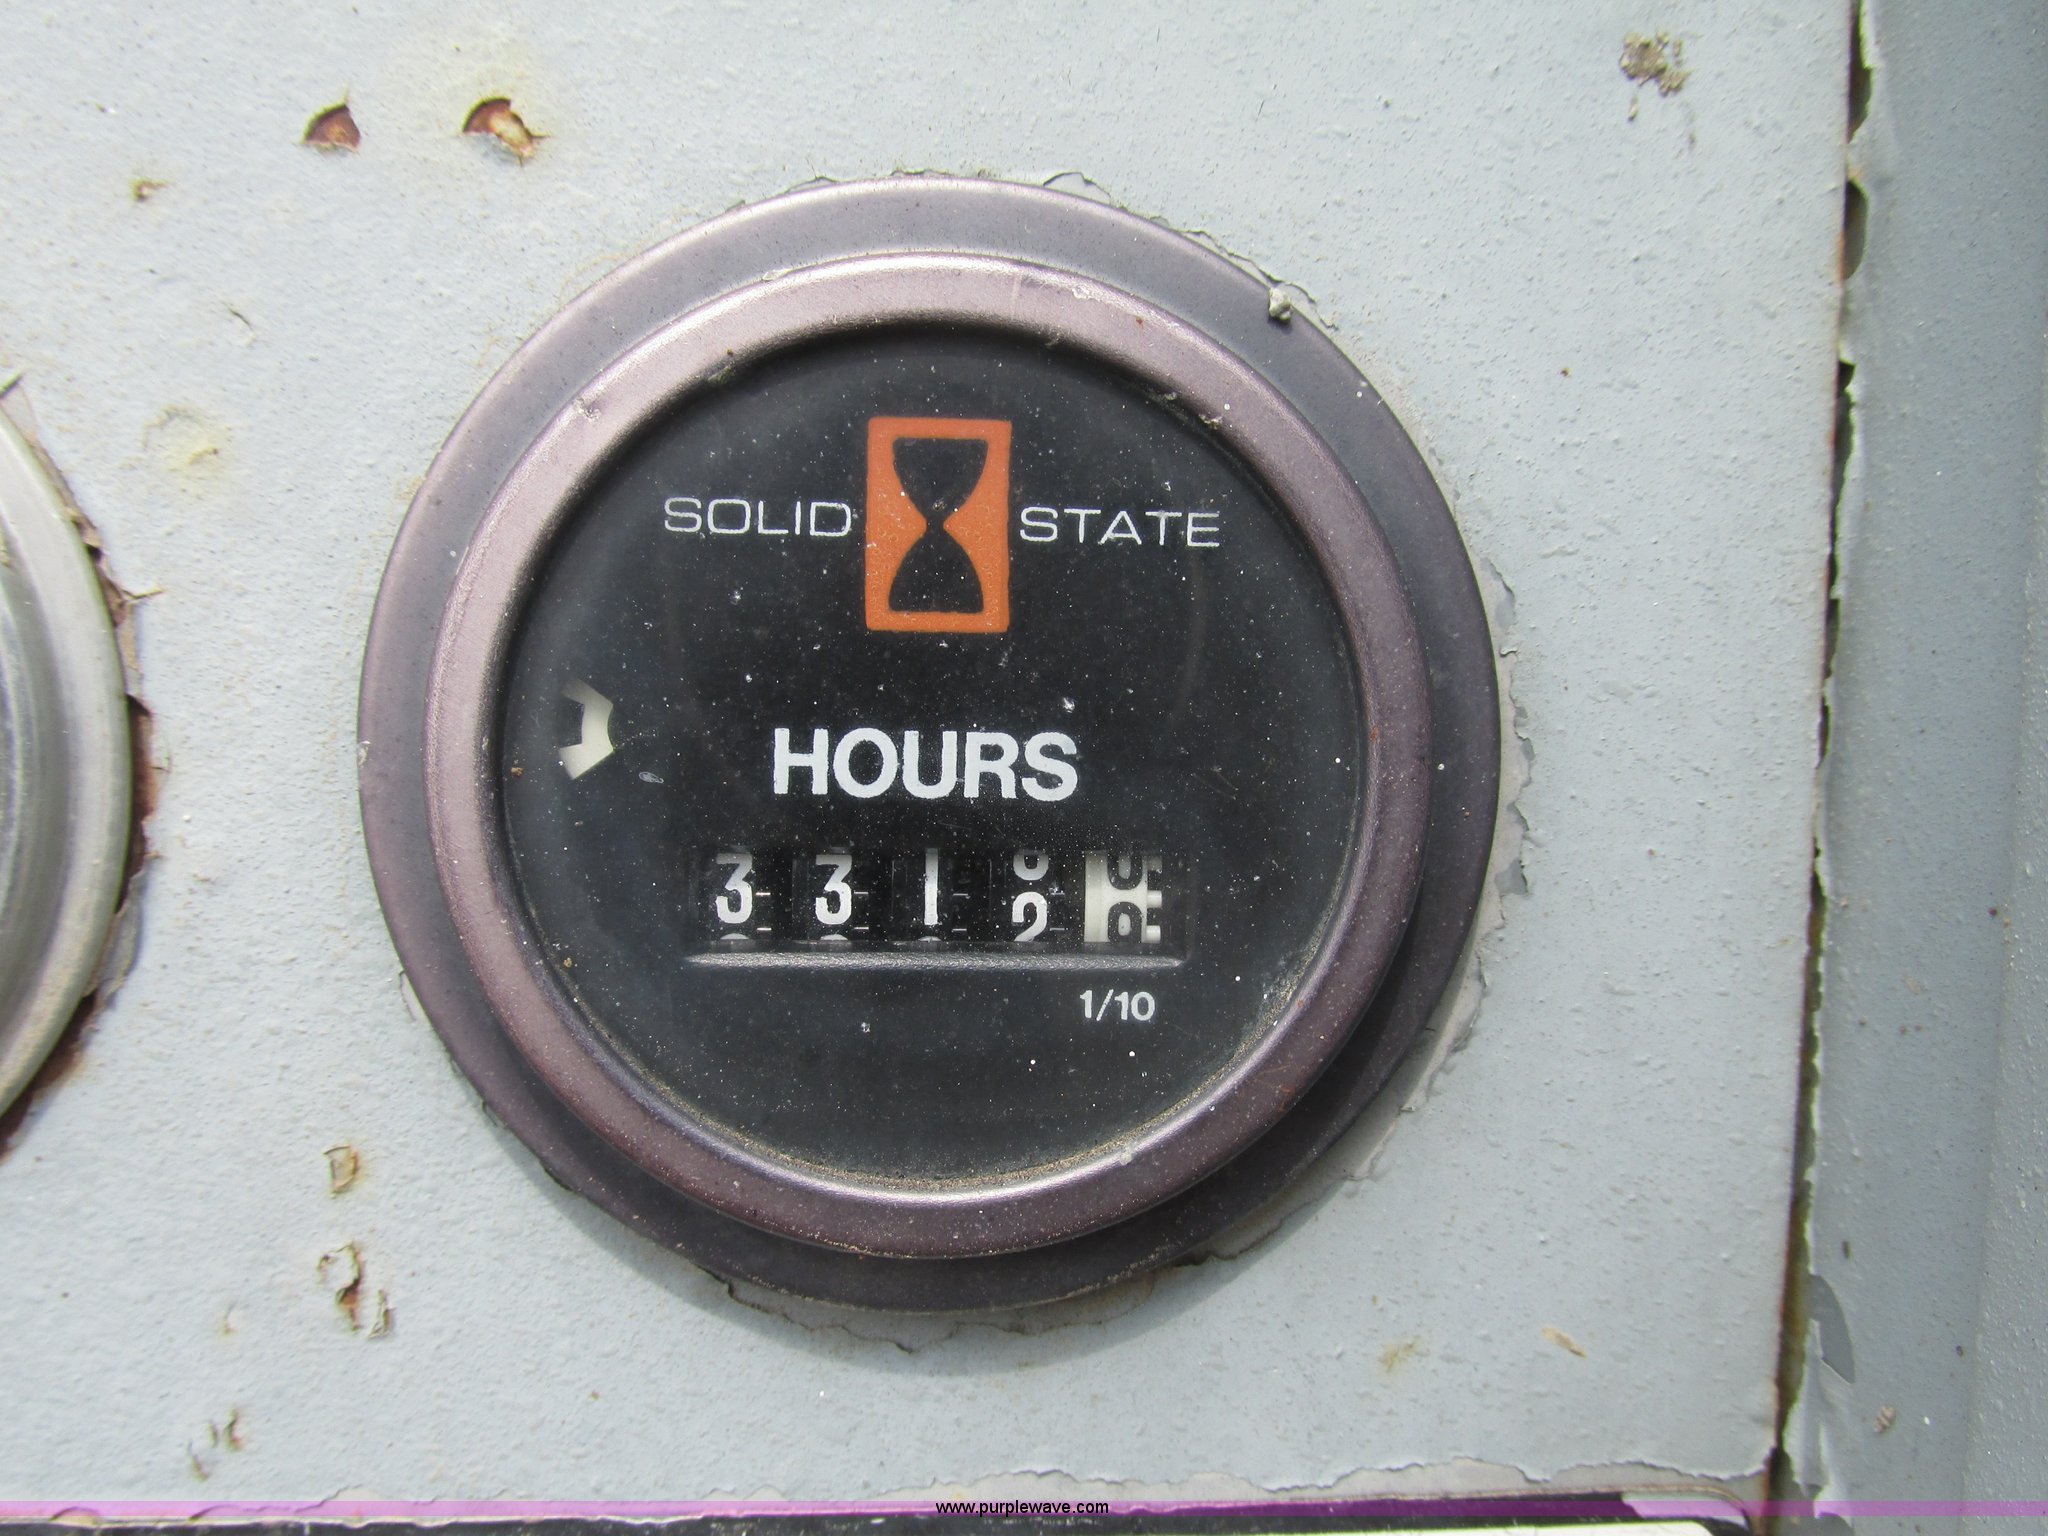 SOLID STATE
HOURS
3312
1/10
www.purplewave.com